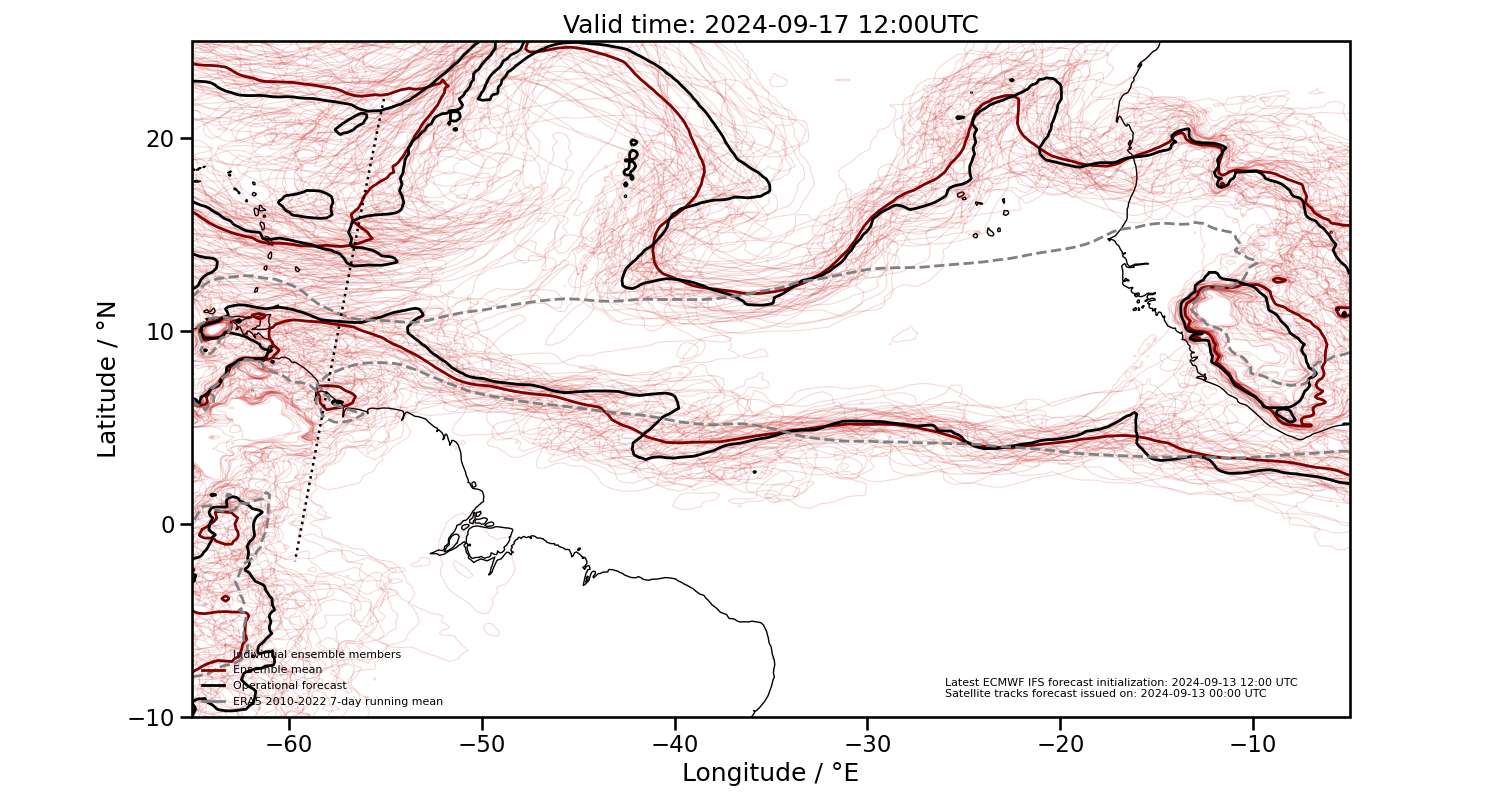 Valid time: 2024-09-17 12:00UTC
20
10
0
−10
Latitude / °N
−60
−50
−40
−30
−20
−10
Longitude / °E
Individual ensemble members
Ensemble mean
Operational forecast
ERA5 2010-2022 7-day running mean
Latest ECMWF IFS forecast initialization: 2024-09-13 12:00 UTC
Satellite tracks forecast issued on: 2024-09-13 00:00 UTC